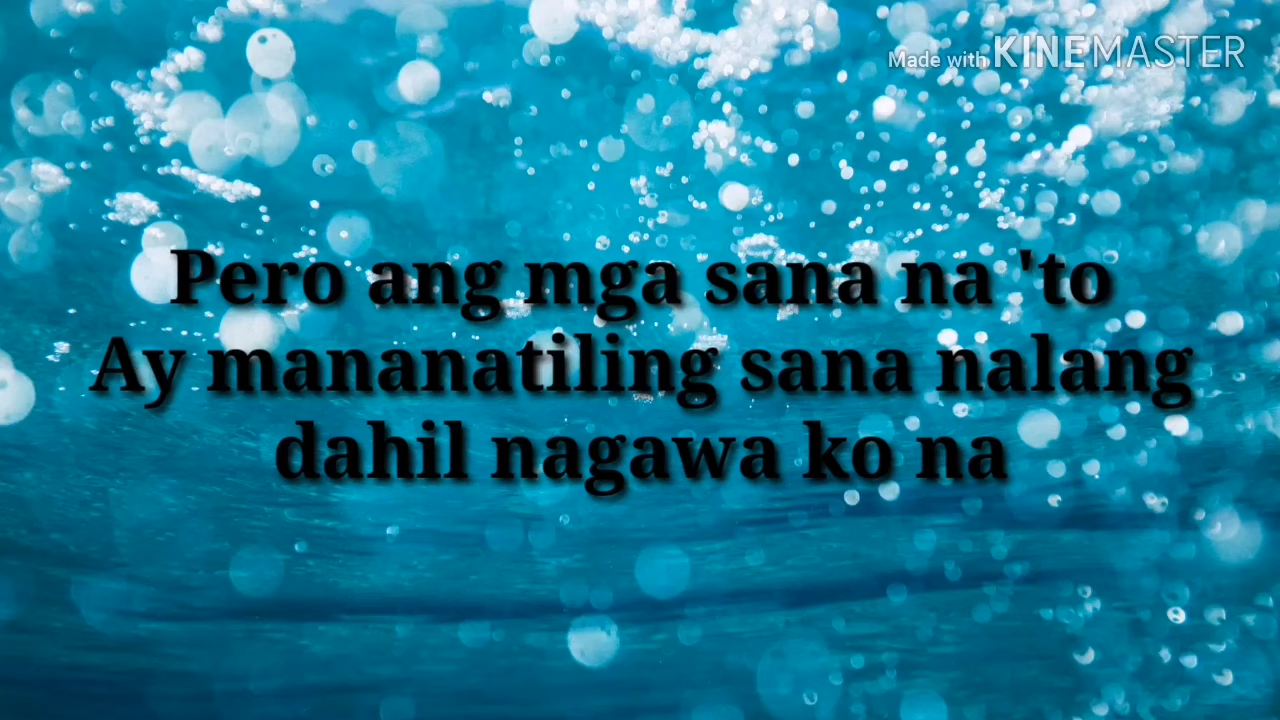 Made with KINEMASTER
Pero ang mga sana na 'to
Ay mananatiling sana nalang
dahil nagawa ko na